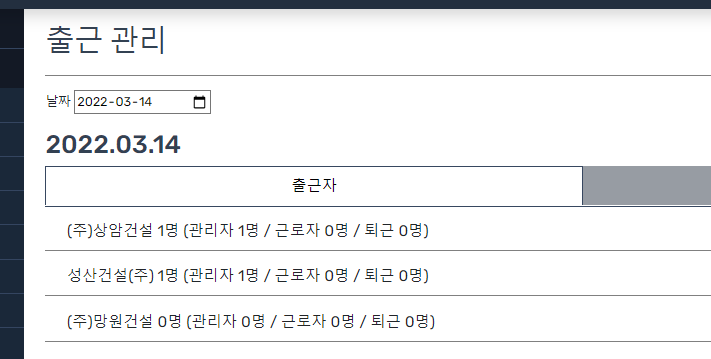 출근 관리
날짜 2022-03-14
2022.03.14
출근자
(주)상암건설 1명 (관리자 1명 / 근로자 0명 / 퇴근 0명)
성산건설(주) 1명 (관리자 1명 / 근로자 0명 / 퇴근 0명)
(주)망원건설 0명 (관리자 0명 / 근로자 0명 / 퇴근 0명)